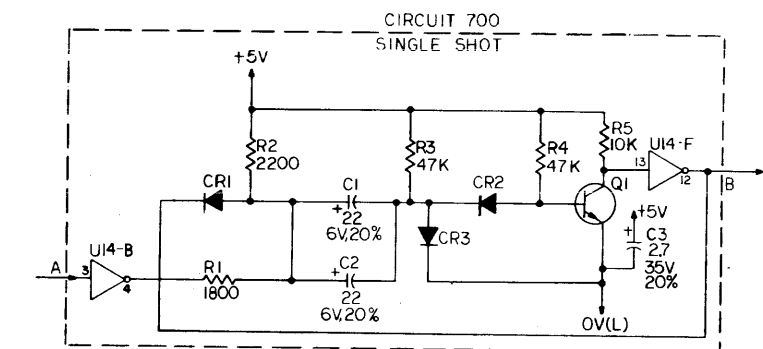 CIRCUIT 700
SINGLE SHOT
+5V
R2
2200
R3
47K
R4
47K
R5
10K
U14-F
13
12
B
Q1
CR1
C1
+
22
6V,20%
CR2
CR3
+5V
+
C3
2.7
35V
20%
A
3
U14-B
4
R1
1800
C2
+
22
6V,20%
0V(L)